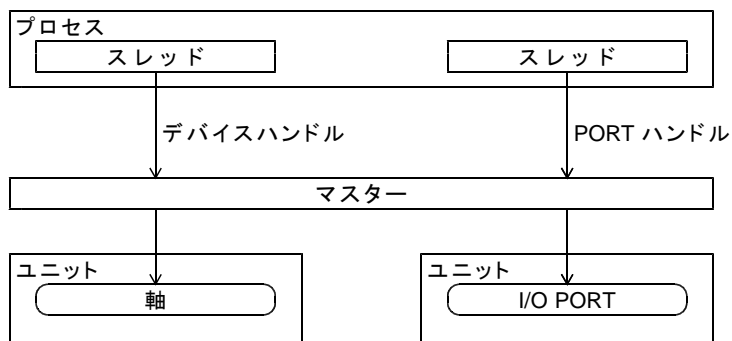 プロセス
スレッド
スレッド
デバイスハンドル
PORT ハンドル
マスター
ユニット
ユニット
軸
I/O PORT